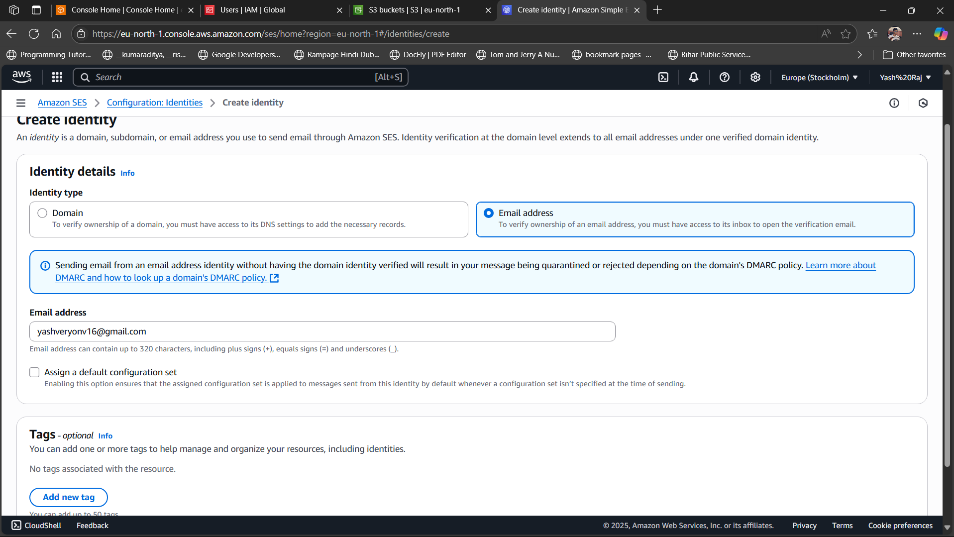 Console Home | Console Home |
Users | IAM | Global
S3 buckets | S3 | eu-north-1
Create identity | Amazon Simple
https://eu-north-1.console.aws.amazon.com/ses/home?region=eu-north-1#/identities/create
Programming Tutor...
kumaraditya, ris...
Google Developers...
Rampage Hindi Dub...
DocHy | PDF Editor
Tom and Jerry A Nu...
bookmark pages ...
Bihar Public Service...
Other favorites
aws
Search
[Alt+S]
Europe (Stockholm)
Yash%20Raj
Amazon SES
Configuration: Identities
Create identity
Create identity
An identity is a domain, subdomain, or email address you use to send email through Amazon SES. Identity verification at the domain level extends to all email addresses under one verified domain identity.
Identity details Info
Identity type
Domain
To verify ownership of a domain, you must have access to its DNS settings to add the necessary records.
Email address
To verify ownership of an email address, you must have access to its inbox to open the verification email.
Sending email from an email address identity without having the domain identity verified will result in your message being quarantined or rejected depending on the domain's DMARC policy. Learn more about
DMARC and how to look up a domain's DMARC policy.
Email address
yashveryonv16@gmail.com
Email address can contain up to 320 characters, including plus signs (+), equals signs (=) and underscores (_).
Assign a default configuration set
Enabling this option ensures that the assigned configuration set is applied to messages sent from this identity by default whenever a configuration set isn't specified at the time of sending.
Tags - optional Info
You can add one or more tags to help manage and organize your resources, including identities.
No tags associated with the resource.
Add new tag
You can add up to 50 tags
CloudShell
Feedback
© 2025, Amazon Web Services, Inc. or its affiliates.
Privacy
Terms
Cookie preferences